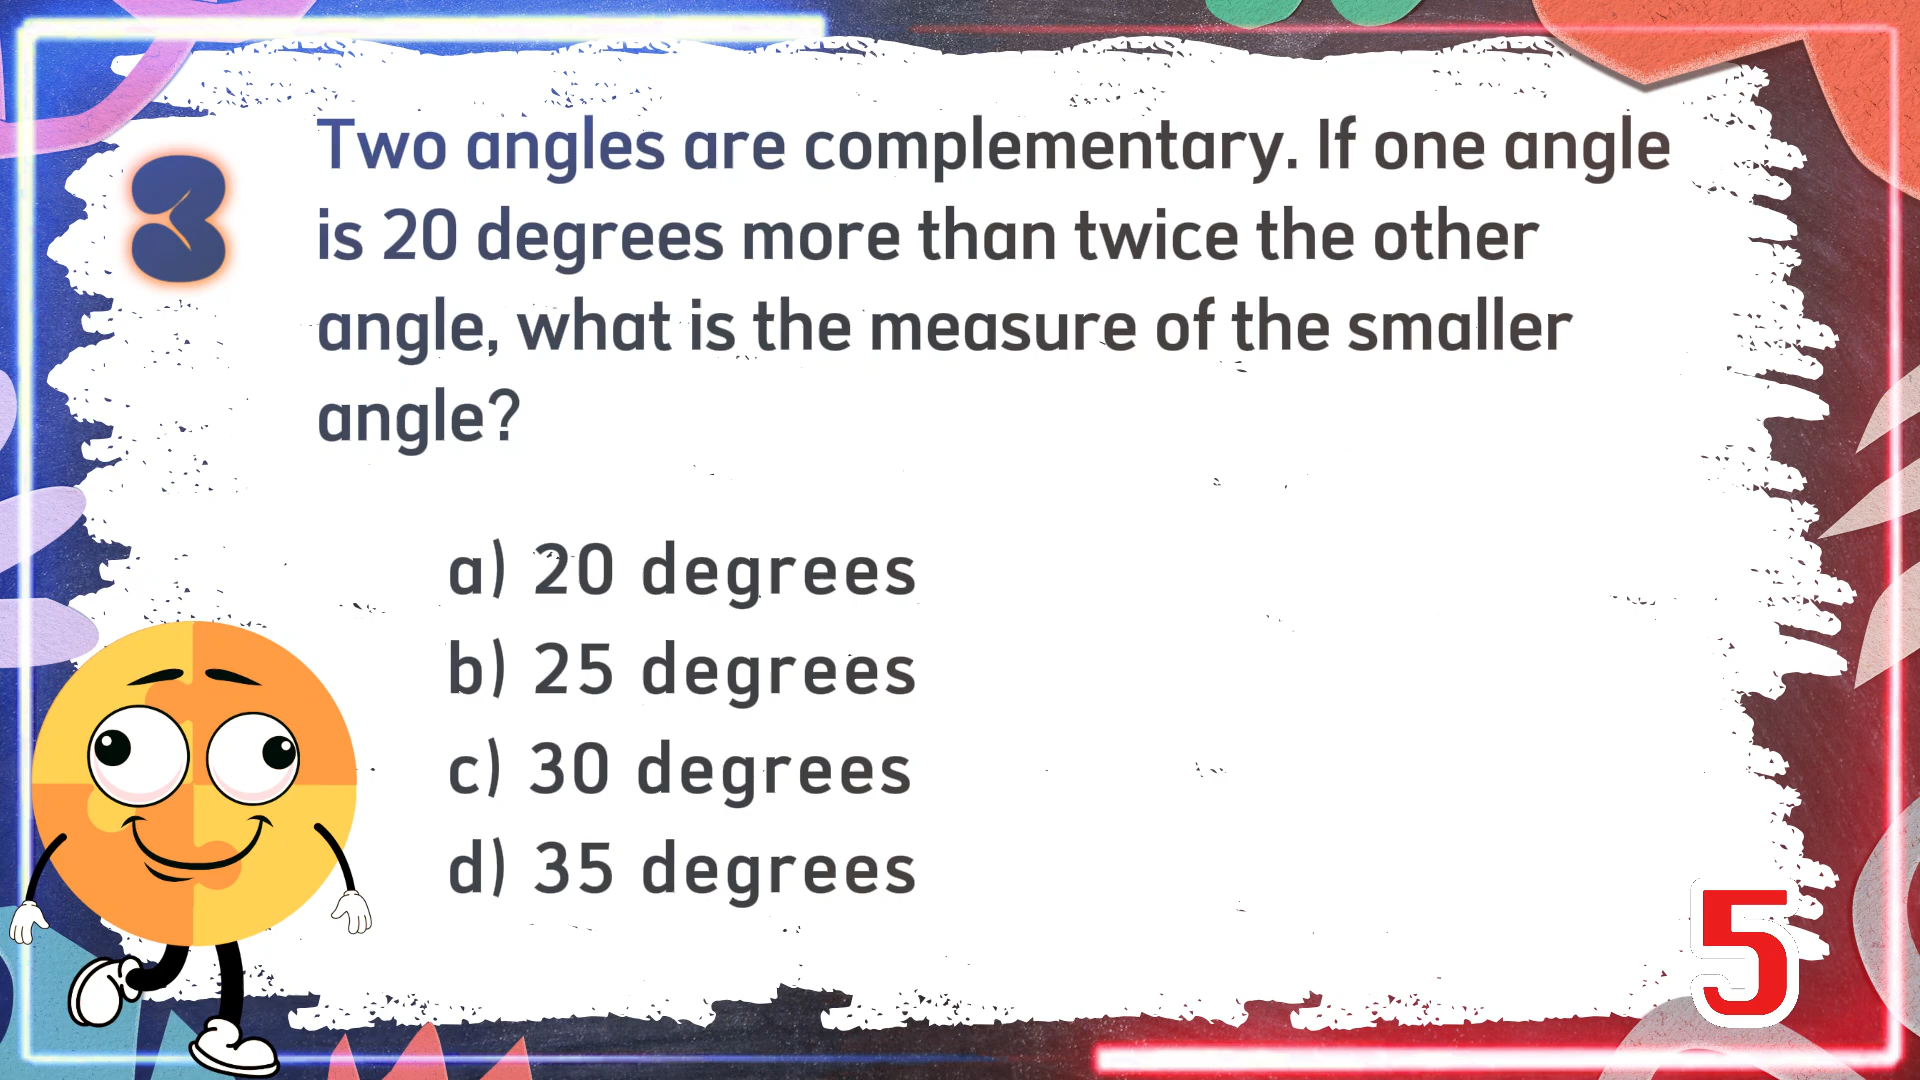 3
Two angles are complementary. If one angle
is 20 degrees more than twice the other
angle, what is the measure of the smaller
angle?
a) 20 degrees
b) 25 degrees
c) 30 degrees
d) 35 degrees
5